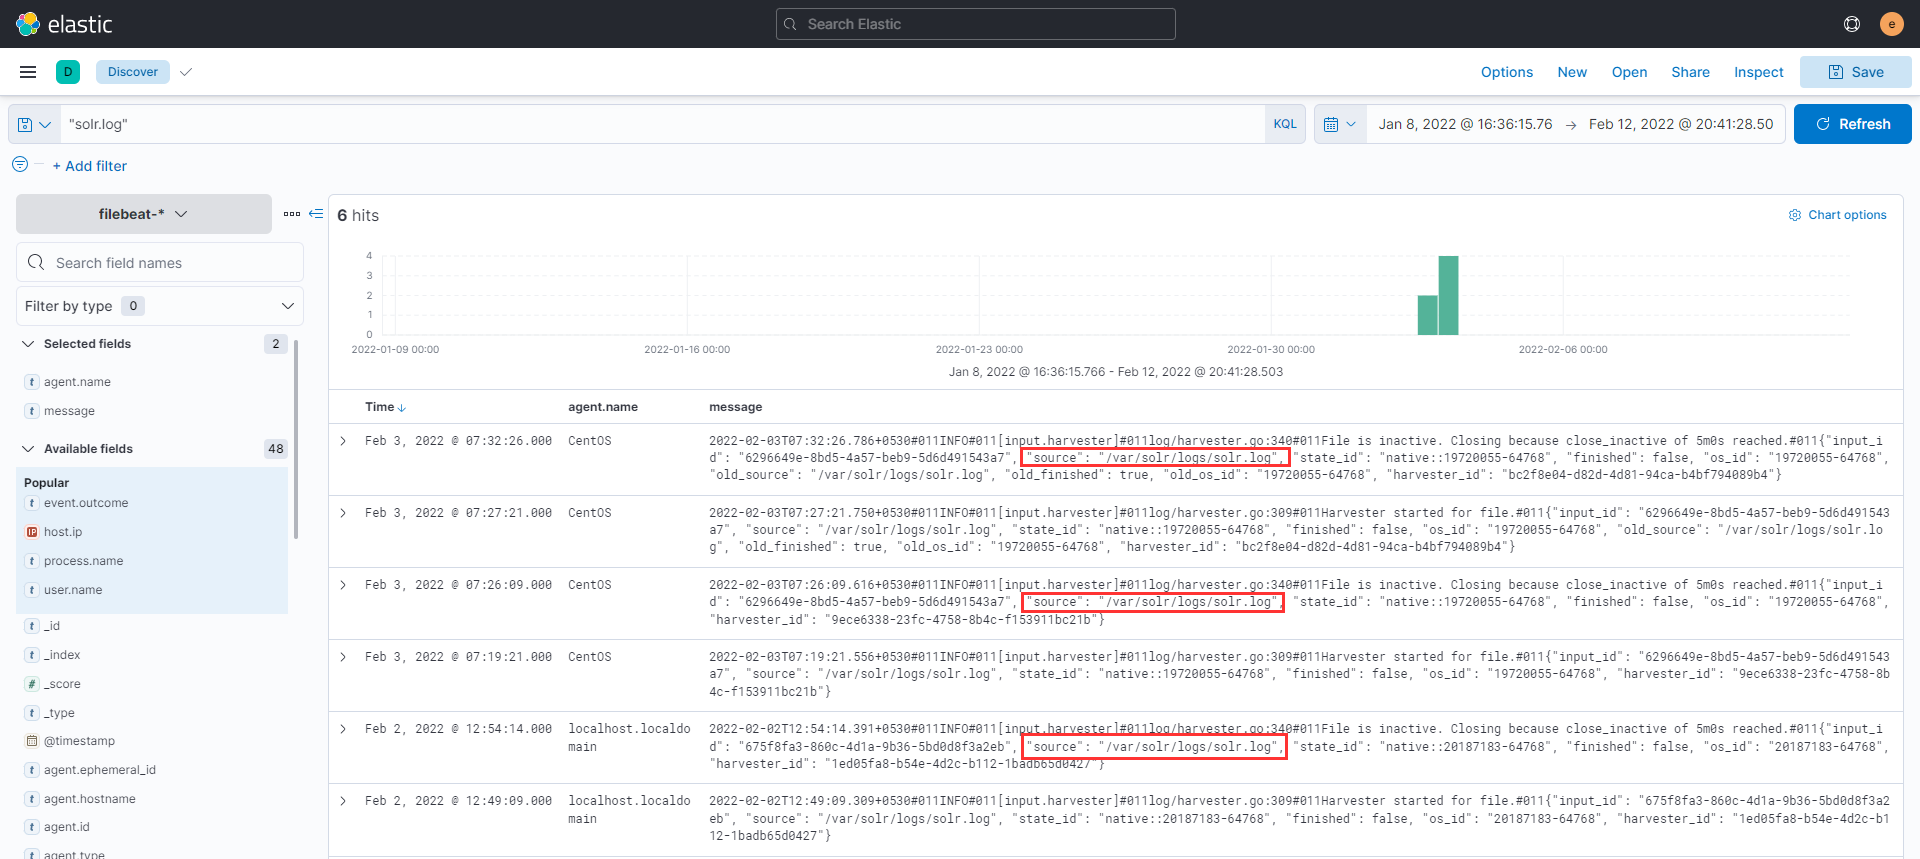 elastic
Search Elastic
e
D
Discover
Options
New
Open
Share
Inspect
Save
"solr.log"
KQL
Jan 8, 2022 @ 16:36:15.76 → Feb 12, 2022 @ 20:41:28.50
Refresh
+ Add filter
filebeat-*
Search field names
Filter by type 0
Selected fields 2
t agent.name
t message
Available fields 48
Popular
t event.outcome
IP host.ip
t process.name
t user.name
t _id
t _index
# _score
t _type
@timestamp
t agent.ephemeral_id
t agent.hostname
t agent.id
t agent.type
6 hits
Chart options
4
3
2
1
0
2022-01-09 00:00
2022-01-16 00:00
2022-01-23 00:00
2022-01-30 00:00
2022-02-06 00:00
Jan 8, 2022 @ 16:36:15.766 - Feb 12, 2022 @ 20:41:28.503
Time agent.name message
Feb 3, 2022 @ 07:32:26.000 CentOS 2022-02-03T07:32:26.786+0530#011INFO#011[input.harvester]#011log/harvester.go:340#011File is inactive. Closing because close_inactive of 5m0s reached.#011{"input_i
d": "6296649e-8bd5-4a57-beb9-5d6d491543a7", "source": "/var/solr/logs/solr.log", "state_id": "native::19720055-64768", "finished": false, "os_id": "19720055-64768",
"old_source": "/var/solr/logs/solr.log", "old_finished": true, "old_os_id": "19720055-64768", "harvester_id": "bc2f8e04-d82d-4d81-94ca-b4bf794089b4"}
Feb 3, 2022 @ 07:27:21.000 CentOS 2022-02-03T07:27:21.750+0530#011INFO#011[input.harvester]#011log/harvester.go:309#011Harvester started for file.#011{"input_id": "6296649e-8bd5-4a57-beb9-5d6d491543
a7", "source": "/var/solr/logs/solr.log", "state_id": "native::19720055-64768", "finished": false, "os_id": "19720055-64768", "old_source": "/var/solr/logs/solr.lo
g", "old_finished": true, "old_os_id": "19720055-64768", "harvester_id": "bc2f8e04-d82d-4d81-94ca-b4bf794089b4"}
Feb 3, 2022 @ 07:26:09.000 CentOS 2022-02-03T07:26:09.616+0530#011INFO#011[input.harvester]#011log/harvester.go:340#011File is inactive. Closing because close_inactive of 5m0s reached.#011{"input_i
d": "6296649e-8bd5-4a57-beb9-5d6d491543a7", "source": "/var/solr/logs/solr.log", "state_id": "native::19720055-64768", "finished": false, "os_id": "19720055-64768",
"harvester_id": "9ece6338-23fc-4758-8b4c-f153911bc21b"}
Feb 3, 2022 @ 07:19:21.000 CentOS 2022-02-03T07:19:21.556+0530#011INFO#011[input.harvester]#011log/harvester.go:309#011Harvester started for file.#011{"input_id": "6296649e-8bd5-4a57-beb9-5d6d491543
a7", "source": "/var/solr/logs/solr.log", "state_id": "native::19720055-64768", "finished": false, "os_id": "19720055-64768", "harvester_id": "9ece6338-23fc-4758-8b
4c-f153911bc21b"}
Feb 2, 2022 @ 12:54:14.000 localhost.localdo 2022-02-02T12:54:14.391+0530#011INFO#011[input.harvester]#011log/harvester.go:340#011File is inactive. Closing because close_inactive of 5m0s reached.#011{"input_i
main d": "675f8fa3-860c-4d1a-9b36-5bd0d8f3a2eb", "source": "/var/solr/logs/solr.log", "state_id": "native::20187183-64768", "finished": false, "os_id": "20187183-64768",
"harvester_id": "1ed05fa8-b54e-4d2c-b112-1badb65d0427"}
Feb 2, 2022 @ 12:49:09.000 localhost.localdo 2022-02-02T12:49:09.309+0530#011INFO#011[input.harvester]#011log/harvester.go:309#011Harvester started for file.#011{"input_id": "675f8fa3-860c-4d1a-9b36-5bd0d8f3a2
main eb", "source": "/var/solr/logs/solr.log", "state_id": "native::20187183-64768", "finished": false, "os_id": "20187183-64768", "harvester_id": "1ed05fa8-b54e-4d2c-b1
12-1badb65d0427"}